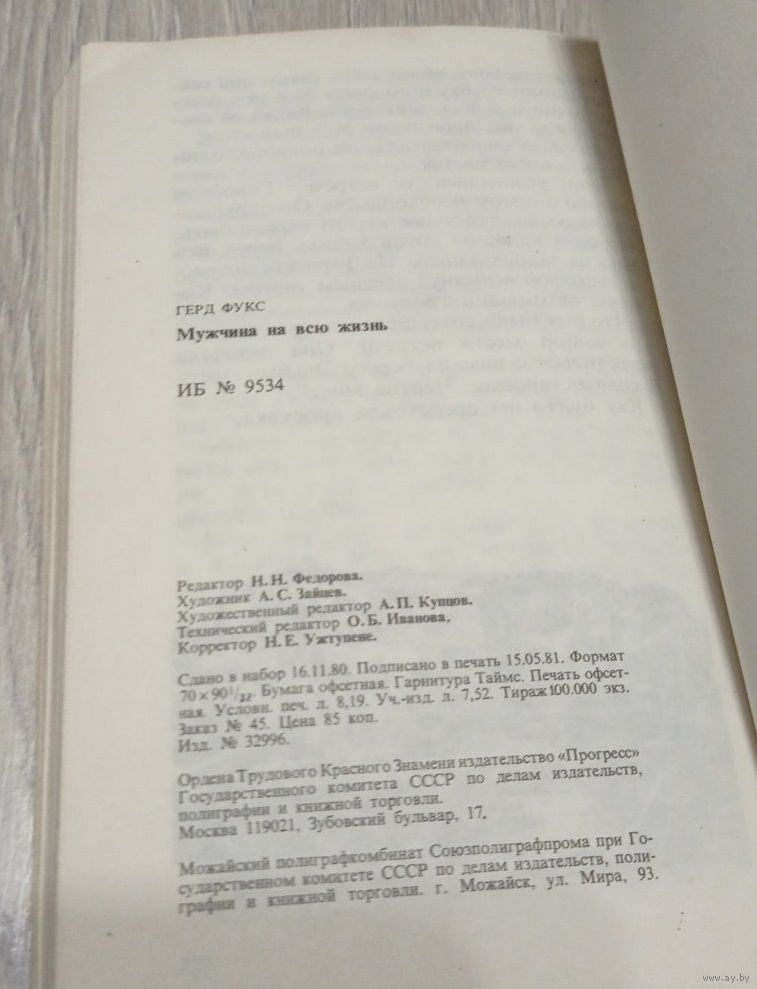 ГЕРД ФУКС
Мужчина на всю жизнь
ИБ № 9534
Редактор Н. Н. Федорова.
Художник А. С. Зайцев.
Художественный редактор А. П. Купцов.
Технический редактор О. Б. Иванова.
Корректор Н. Е. Ужтупене.
Сдано в набор 16.11.80. Подписано в печать 15.05.81. Формат
70×90¹/₃₂. Бумага офсетная. Гарнитура Таймс. Печать офсет-
ная. Условн. печ. л. 8,19. Уч.-изд. л. 7,52. Тираж 100.000 экз.
Заказ № 45. Цена 85 коп.
Изд. № 32996.
Ордена Трудового Красного Знамени издательство «Прогресс»
Государственного комитета СССР по делам издательств,
полиграфии и книжной торговли.
Москва 119021, Зубовский бульвар, 17.
Можайский полиграфкомбинат Союзполиграфпрома при Го-
сударственном комитете СССР по делам издательств, поли-
графии и книжной торговли. г. Можайск, ул. Мира, 93.
www.ay.by